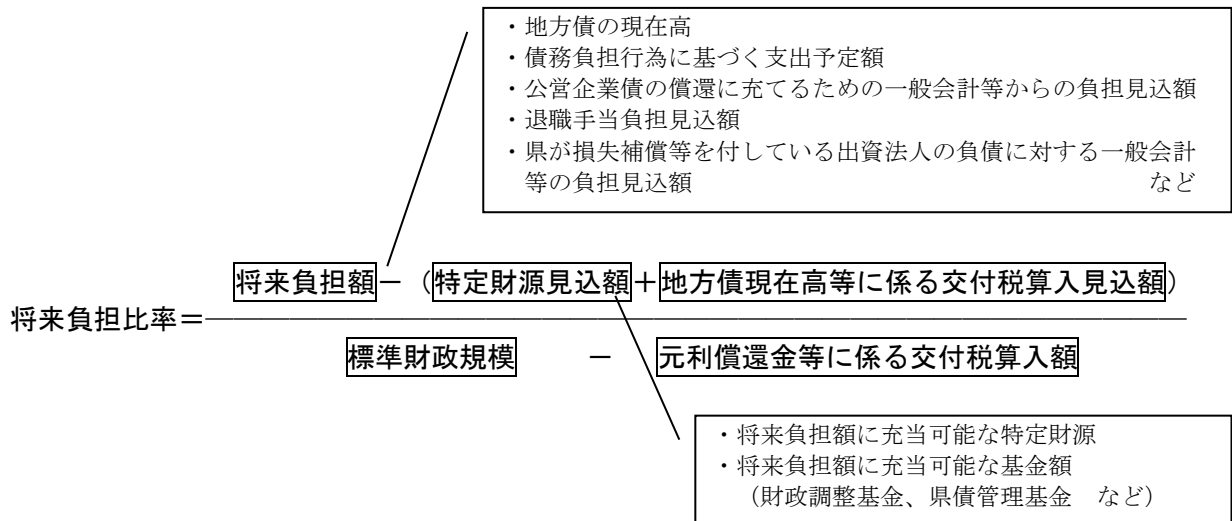 ・地方債の現在高
・債務負担行為に基づく支出予定額
・公営企業債の償還に充てるための一般会計等からの負担見込額
・退職手当負担見込額
・県が損失補償等を付している出資法人の負債に対する一般会計
等の負担見込額 など
将来負担額－（特定財源見込額＋地方債現在高等に係る交付税算入見込額）
将来負担比率＝
標準財政規模 － 元利償還金等に係る交付税算入額
・将来負担額に充当可能な特定財源
・将来負担額に充当可能な基金額
（財政調整基金、県債管理基金 など）